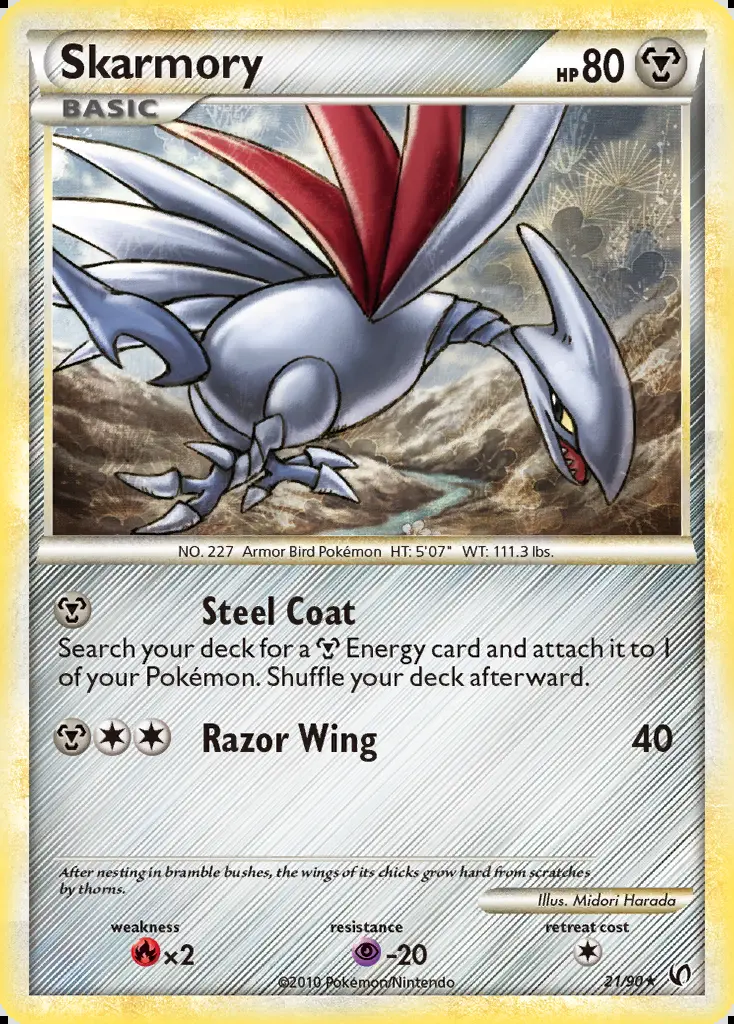 Skarmory HP 80
BASIC
NO. 227 Armor Bird Pokémon HT: 5'07" WT: 111.3 lbs.
Steel Coat
Search your deck for a Energy card and attach it to 1
of your Pokémon. Shuffle your deck afterward.
Razor Wing 40
After nesting in bramble bushes, the wings of its chicks grow hard from scratches
by thorns.
Illus. Midori Harada
weakness resistance retreat cost
×2 -20
©2010 Pokémon/Nintendo 21/90★